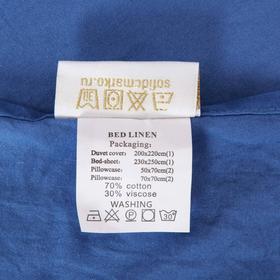 sofidemarko.ru
BED LINEN
Packaging:
Duvet cover: 200x220cm(1)
Bed-sheet: 230x250cm(1)
Pillowcase: 50x70cm(2)
Pillowcase: 70x70cm(2)
70% cotton
30% viscose
WASHING